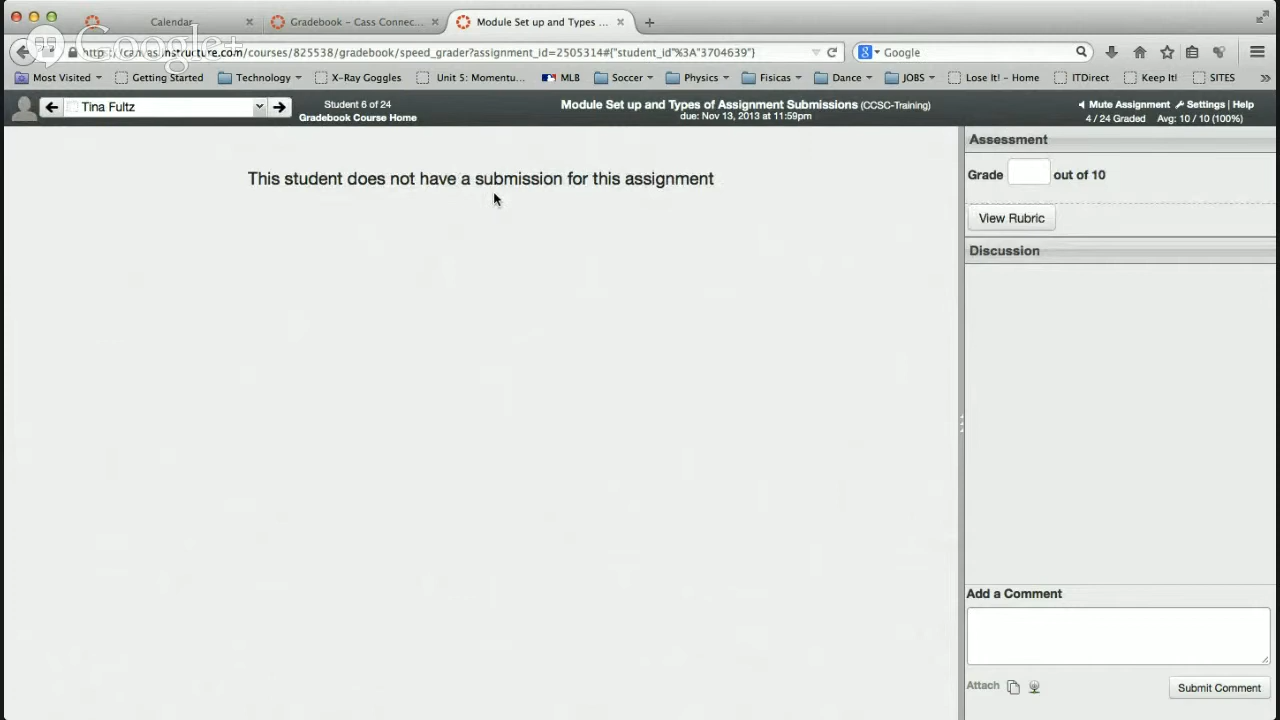 Calendar
Gradebook - Cass Connec...
Module Set up and Types ...
Google+
instructure.com/courses/825538/gradebook/speed_grader?assignment_id=2505314#{"student_id"%3A"3704639"}
Google
Most Visited
Getting Started
Technology
X-Ray Goggles
Unit 5: Momentu...
MLB
Soccer
Physics
Fisicas
Dance
JOBS
Lose It! - Home
ITDirect
Keep It!
SITES
Tina Fultz
Student 6 of 24
Gradebook Course Home
Module Set up and Types of Assignment Submissions (CCSC-Training)
due: Nov 13, 2013 at 11:59pm
Mute Assignment Settings | Help
4 / 24 Graded Avg: 10 / 10 (100%)
This student does not have a submission for this assignment
Assessment
Grade out of 10
View Rubric
Discussion
Add a Comment
Attach
Submit Comment